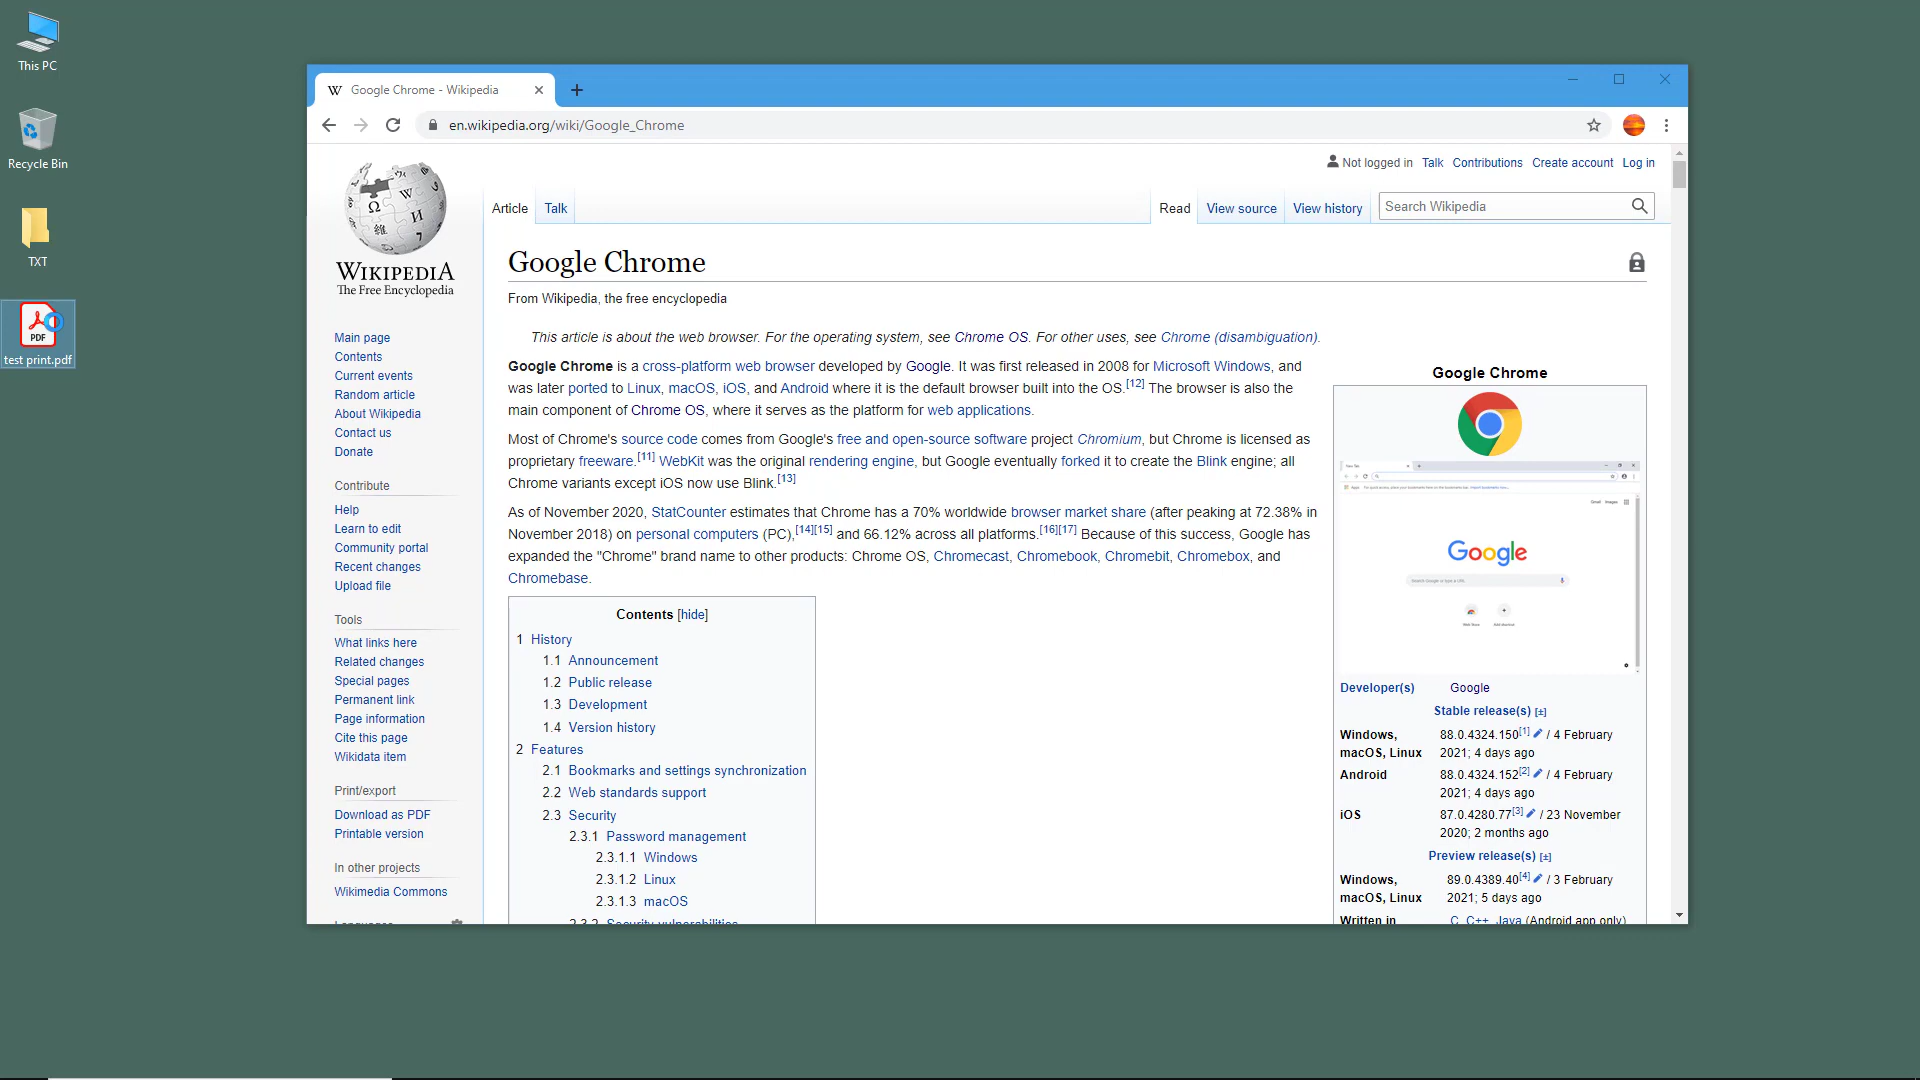 This PC
Recycle Bin
TXT
PDF
test print.pdf
Google Chrome - Wikipedia
en.wikipedia.org/wiki/Google_Chrome
Not logged in Talk Contributions Create account Log in
Article Talk Read View source View history Search Wikipedia
WIKIPEDIA
The Free Encyclopedia
Main page
Contents
Current events
Random article
About Wikipedia
Contact us
Donate
Contribute
Help
Learn to edit
Community portal
Recent changes
Upload file
Tools
What links here
Related changes
Special pages
Permanent link
Page information
Cite this page
Wikidata item
Print/export
Download as PDF
Printable version
In other projects
Wikimedia Commons
Languages
Google Chrome
From Wikipedia, the free encyclopedia
This article is about the web browser. For the operating system, see Chrome OS. For other uses, see Chrome (disambiguation).
Google Chrome is a cross-platform web browser developed by Google. It was first released in 2008 for Microsoft Windows, and
was later ported to Linux, macOS, iOS, and Android where it is the default browser built into the OS.[12] The browser is also the
main component of Chrome OS, where it serves as the platform for web applications.
Most of Chrome's source code comes from Google's free and open-source software project Chromium, but Chrome is licensed as
proprietary freeware.[11] WebKit was the original rendering engine, but Google eventually forked it to create the Blink engine; all
Chrome variants except iOS now use Blink.[13]
As of November 2020, StatCounter estimates that Chrome has a 70% worldwide browser market share (after peaking at 72.38% in
November 2018) on personal computers (PC),[14][15] and 66.12% across all platforms.[16][17] Because of this success, Google has
expanded the "Chrome" brand name to other products: Chrome OS, Chromecast, Chromebook, Chromebit, Chromebox, and
Chromebase.
Contents [hide]
1 History
1.1 Announcement
1.2 Public release
1.3 Development
1.4 Version history
2 Features
2.1 Bookmarks and settings synchronization
2.2 Web standards support
2.3 Security
2.3.1 Password management
2.3.1.1 Windows
2.3.1.2 Linux
2.3.1.3 macOS
2.3.2 Security vulnerabilities
Google Chrome
Google
Developer(s) Google
Stable release(s) [±]
Windows, 88.0.4324.150[1] / 4 February
macOS, Linux 2021; 4 days ago
Android 88.0.4324.152[2] / 4 February
2021; 4 days ago
iOS 87.0.4280.77[3] / 23 November
2020; 2 months ago
Preview release(s) [±]
Windows, 89.0.4389.40[4] / 3 February
macOS, Linux 2021; 5 days ago
Written in C, C++, Java (Android app only)